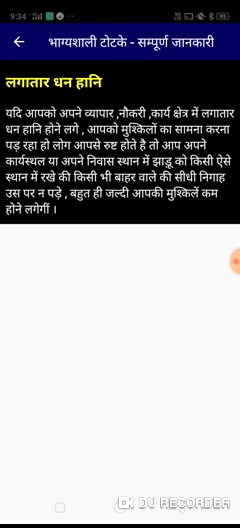 9:34
भाग्यशाली टोटके - सम्पूर्ण जानकारी
लगातार धन हानि
यदि आपको अपने व्यापार ,नौकरी ,कार्य क्षेत्र में लगातार
धन हानि होने लगे , आपको मुश्किलों का सामना करना
पड़ रहा हो लोग आपसे रुष्ट होते है तो आप अपने
कार्यस्थल या अपने निवास स्थान में झाड़ू को किसी ऐसे
स्थान में रखे की किसी भी बाहर वाले की सीधी निगाह
उस पर न पड़े , बहुत ही जल्दी आपकी मुश्किलें कम
होने लगेगीं ।
DU RECORDER